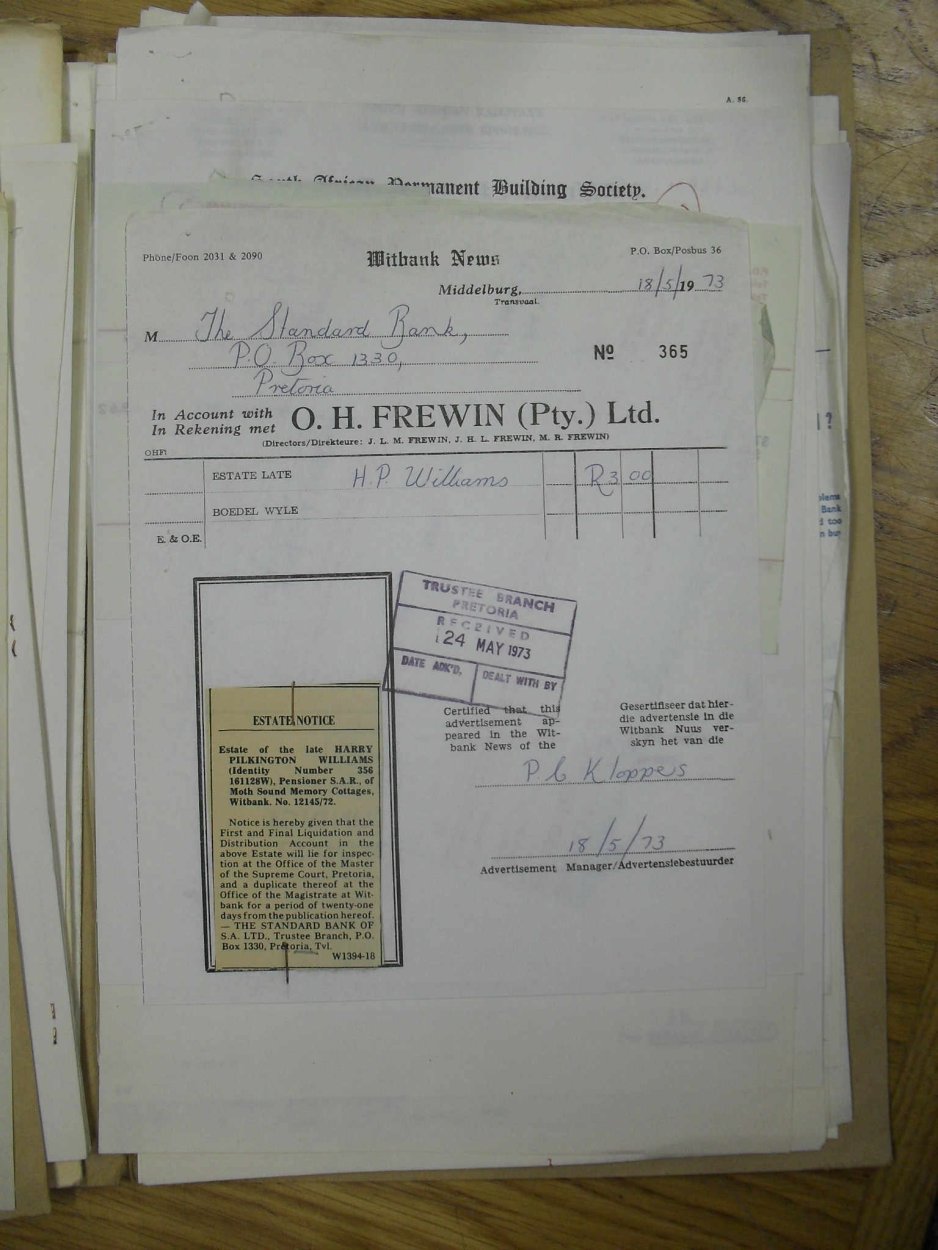 A. 56.
South African Permanent Building Society.
Phone/Foon 2031 & 2090
Witbank News
P.O. Box/Posbus 36
Middelburg, 18/5/19 73
Transvaal.
M The Standard Bank,
P.O. Box 1330,
Pretoria
Nº 365
In Account with
In Rekening met
O. H. FREWIN (Pty.) Ltd.
(Directors/Direkteure: J. L. M. FREWIN, J. H. L. FREWIN, M. R. FREWIN)
OHF/
ESTATE LATE H.P. Williams R3 00
BOEDEL WYLE
E. & O.E.
TRUSTEE BRANCH
PRETORIA
RECEIVED
24 MAY 1973
DATE ACK'D,
DEALT WITH BY
ESTATE NOTICE
Estate of the late HARRY
PILKINGTON WILLIAMS
(Identity Number 356
161128W), Pensioner S.A.R., of
Moth Sound Memory Cottages,
Witbank. No. 12145/72.
Notice is hereby given that the
First and Final Liquidation and
Distribution Account in the
above Estate will lie for inspec-
tion at the Office of the Master
of the Supreme Court, Pretoria,
and a duplicate thereof at the
Office of the Magistrate at Wit-
bank for a period of twenty-one
days from the publication hereof.
— THE STANDARD BANK OF
S.A. LTD., Trustee Branch, P.O.
Box 1330, Pretoria, Tvl.
W1394-18
Certified that this
advertisement ap-
peared in the Wit-
bank News of the
Gesertifiseer dat hier-
die advertensie in die
Witbank Nuus ver-
skyn het van die
P C Kloppers
18/5/73
Advertisement Manager/Advertensiebestuurder
?
Bank
too